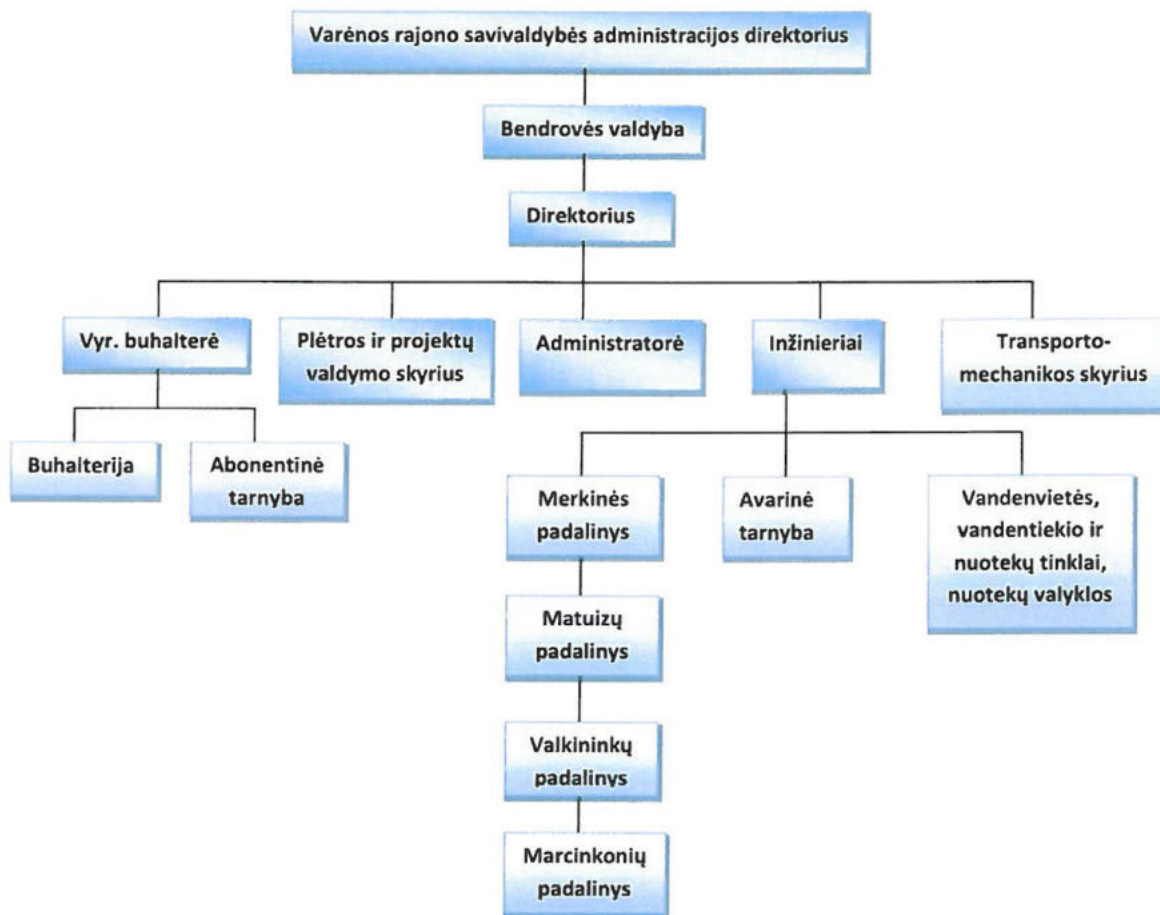 Varėnos rajono savivaldybės administracijos direktorius
Bendrovės valdyba
Direktorius
Vyr. buhalterė
Plėtros ir projektų
valdymo skyrius
Administratorė
Inžinieriai
Transporto-
mechanikos skyrius
Buhalterija
Abonentinė
tarnyba
Merkinės
padalinys
Avarinė
tarnyba
Vandenvietės,
vandentiekio ir
nuotekų tinklai,
nuotekų valyklos
Matuizų
padalinys
Valkininkų
padalinys
Marcinkonių
padalinys